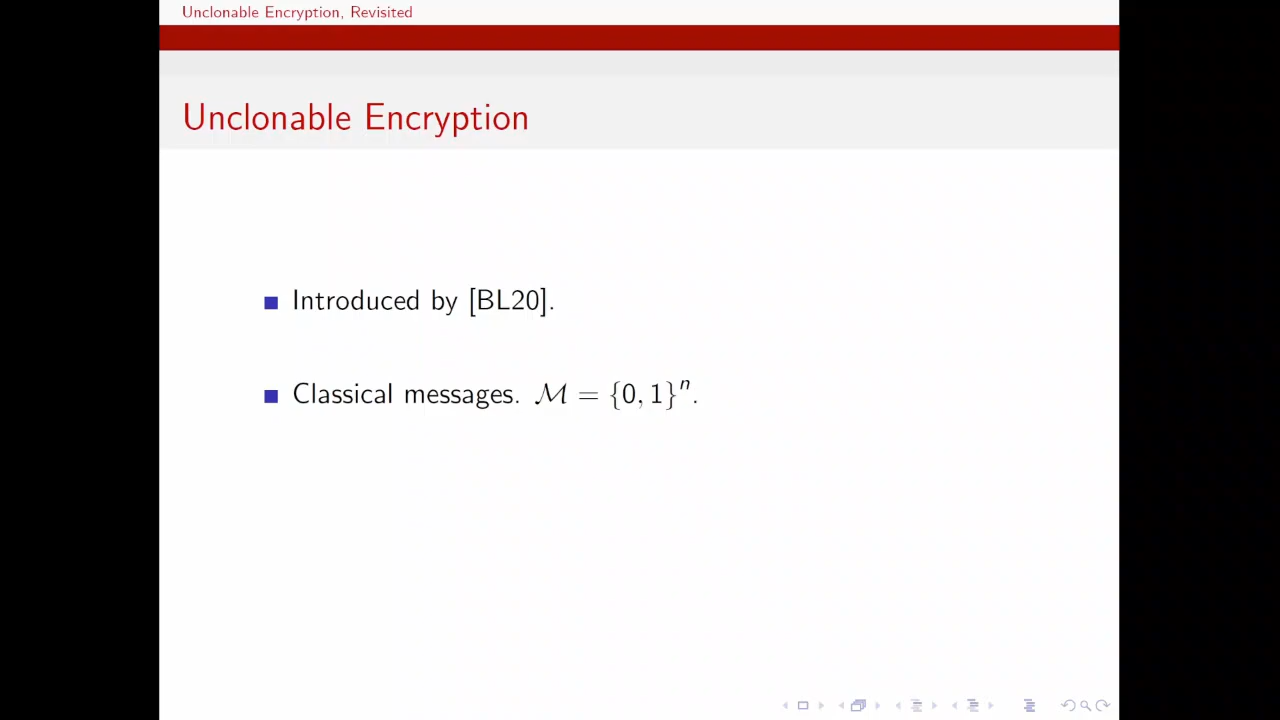 Unclonable Encryption, Revisited
Unclonable Encryption
Introduced by [BL20].
Classical messages. ℳ = {0, 1}ⁿ.